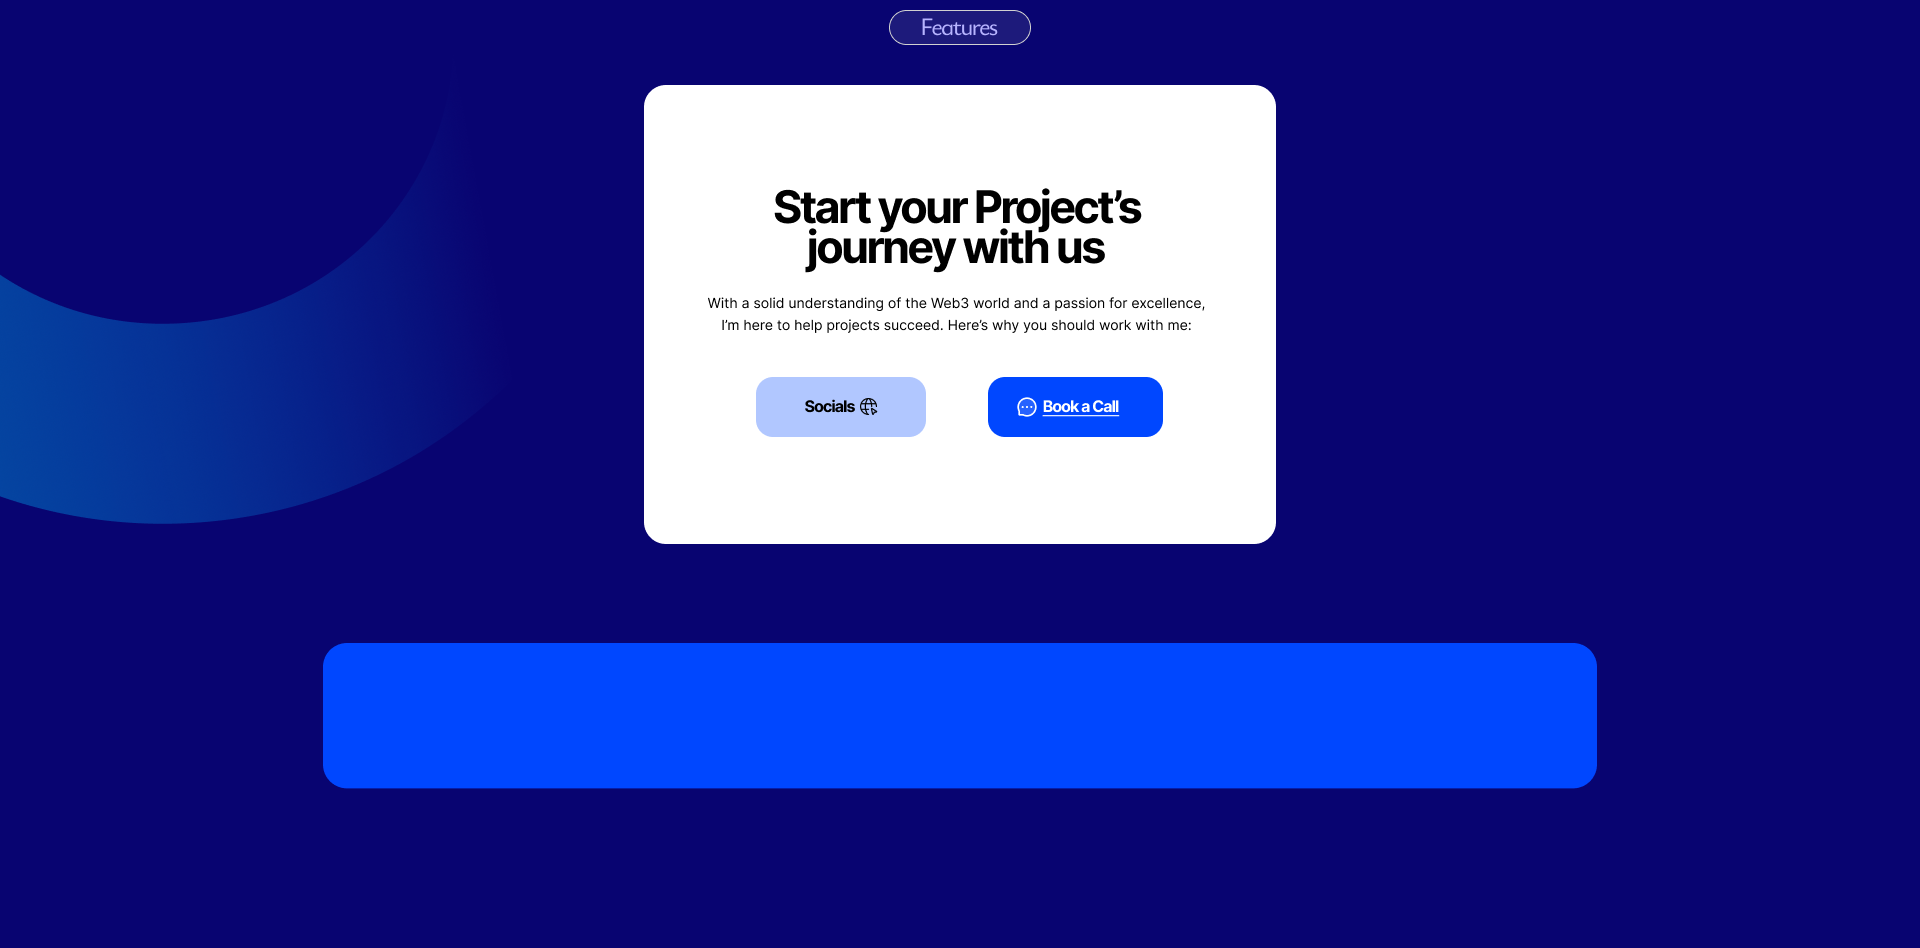 Features
Start your Project’s
journey with us
With a solid understanding of the Web3 world and a passion for excellence,
I’m here to help projects succeed. Here’s why you should work with me:
Socials
Book a Call